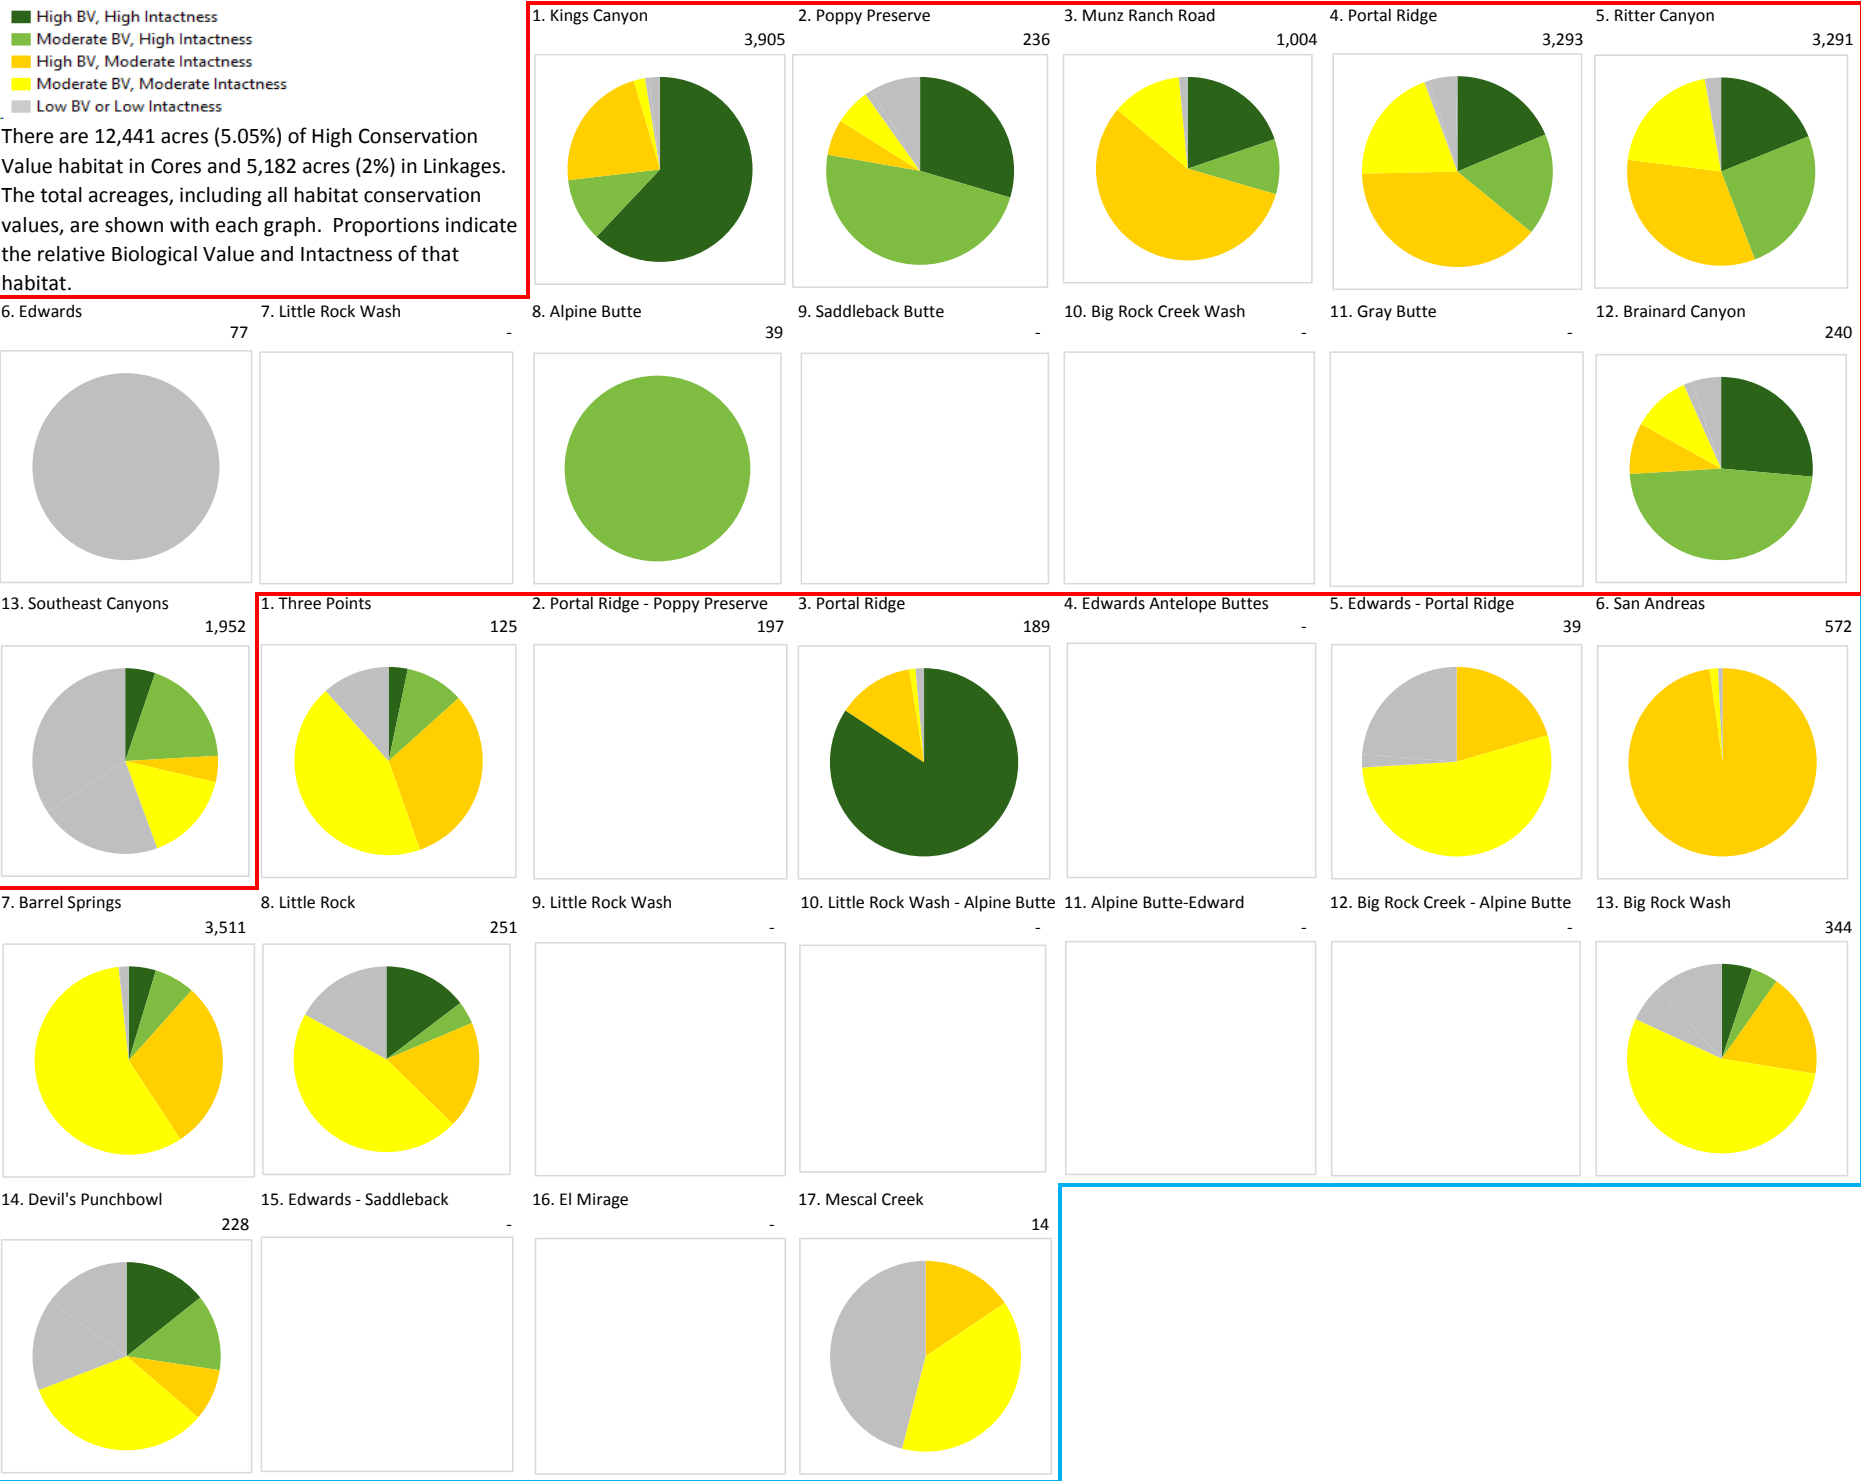 High BV, High Intactness
Moderate BV, High Intactness
High BV, Moderate Intactness
Moderate BV, Moderate Intactness
Low BV or Low Intactness
There are 12,441 acres (5.05%) of High Conservation
Value habitat in Cores and 5,182 acres (2%) in Linkages.
The total acreages, including all habitat conservation
values, are shown with each graph. Proportions indicate
the relative Biological Value and Intactness of that
habitat.
1. Kings Canyon
3,905
2. Poppy Preserve
236
3. Munz Ranch Road
1,004
4. Portal Ridge
3,293
5. Ritter Canyon
3,291
6. Edwards
77
7. Little Rock Wash
-
8. Alpine Butte
39
9. Saddleback Butte
-
10. Big Rock Creek Wash
-
11. Gray Butte
-
12. Brainard Canyon
240
13. Southeast Canyons
1,952
1. Three Points
125
2. Portal Ridge - Poppy Preserve
197
3. Portal Ridge
189
4. Edwards Antelope Buttes
-
5. Edwards - Portal Ridge
39
6. San Andreas
572
7. Barrel Springs
3,511
8. Little Rock
251
9. Little Rock Wash
-
10. Little Rock Wash - Alpine Butte
-
11. Alpine Butte-Edward
-
12. Big Rock Creek - Alpine Butte
-
13. Big Rock Wash
344
14. Devil's Punchbowl
228
15. Edwards - Saddleback
-
16. El Mirage
-
17. Mescal Creek
14